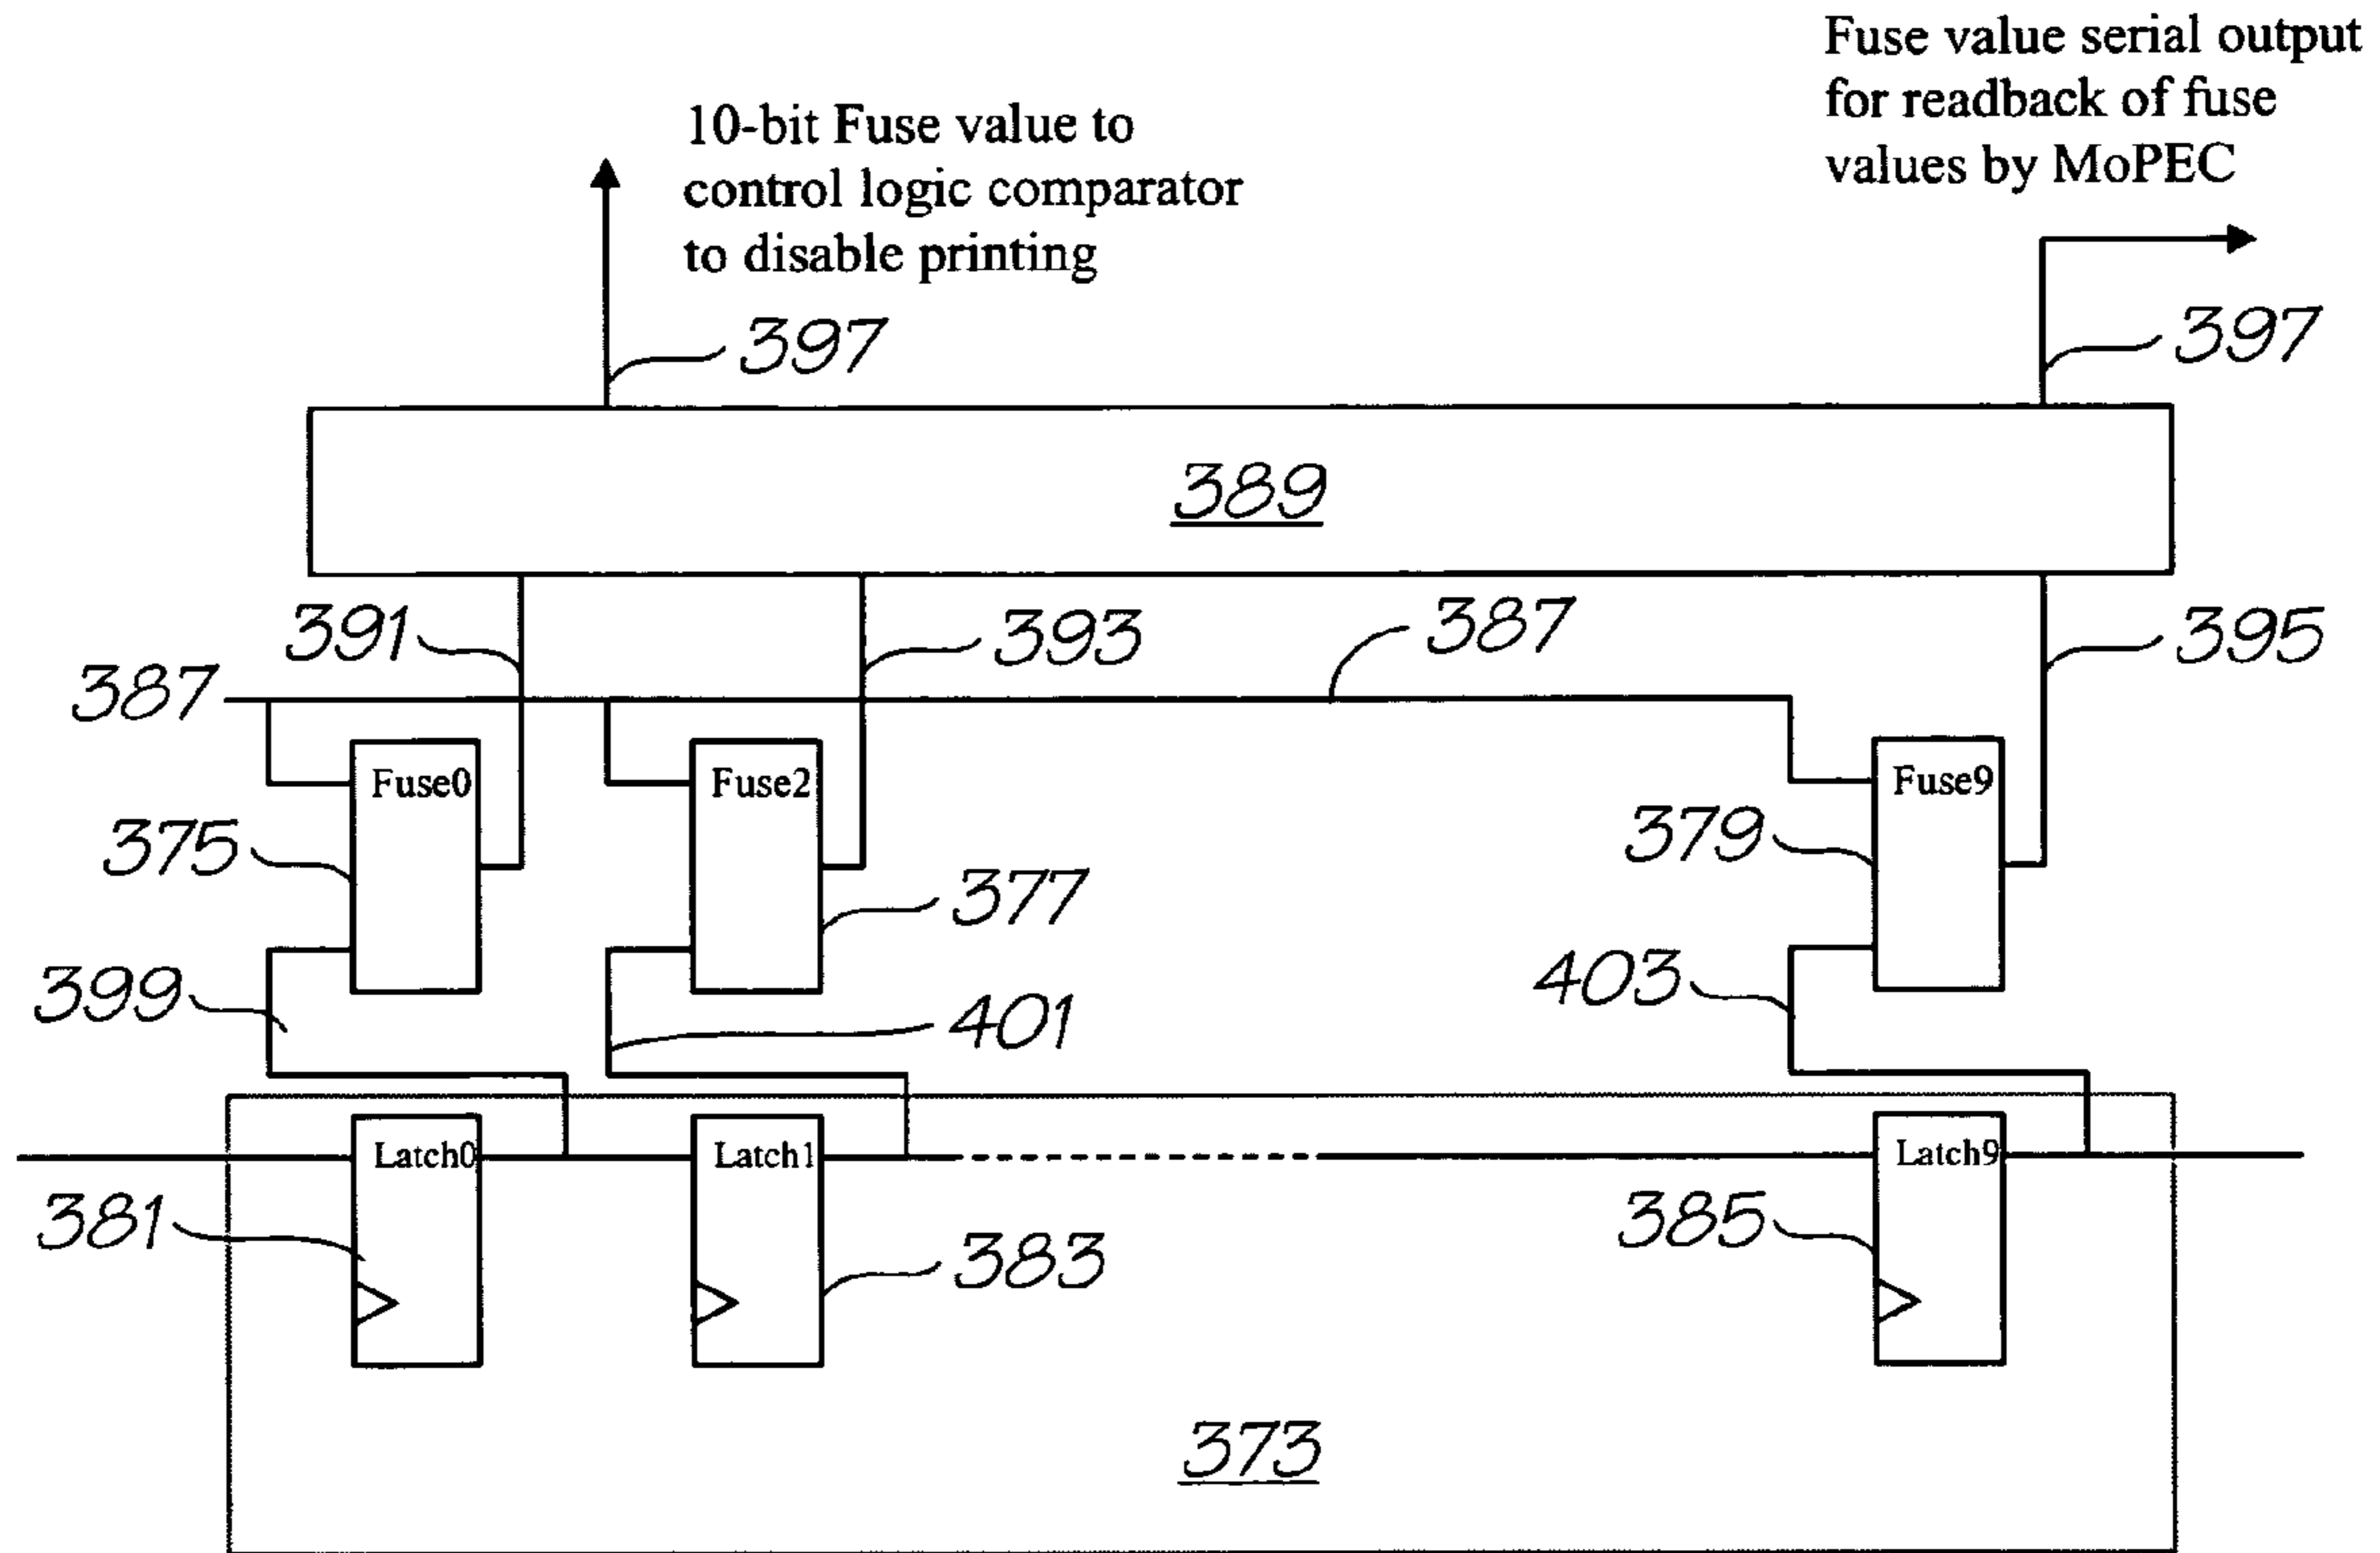 Fuse value serial output
for readback of fuse
values by MoPEC
10-bit Fuse value to
control logic comparator
to disable printing
397
397
389
391
393
387
395
387
Fuse0
Fuse2
Fuse9
375
379
377
399
401
403
Latch0
Latch1
Latch9
381
383
385
373